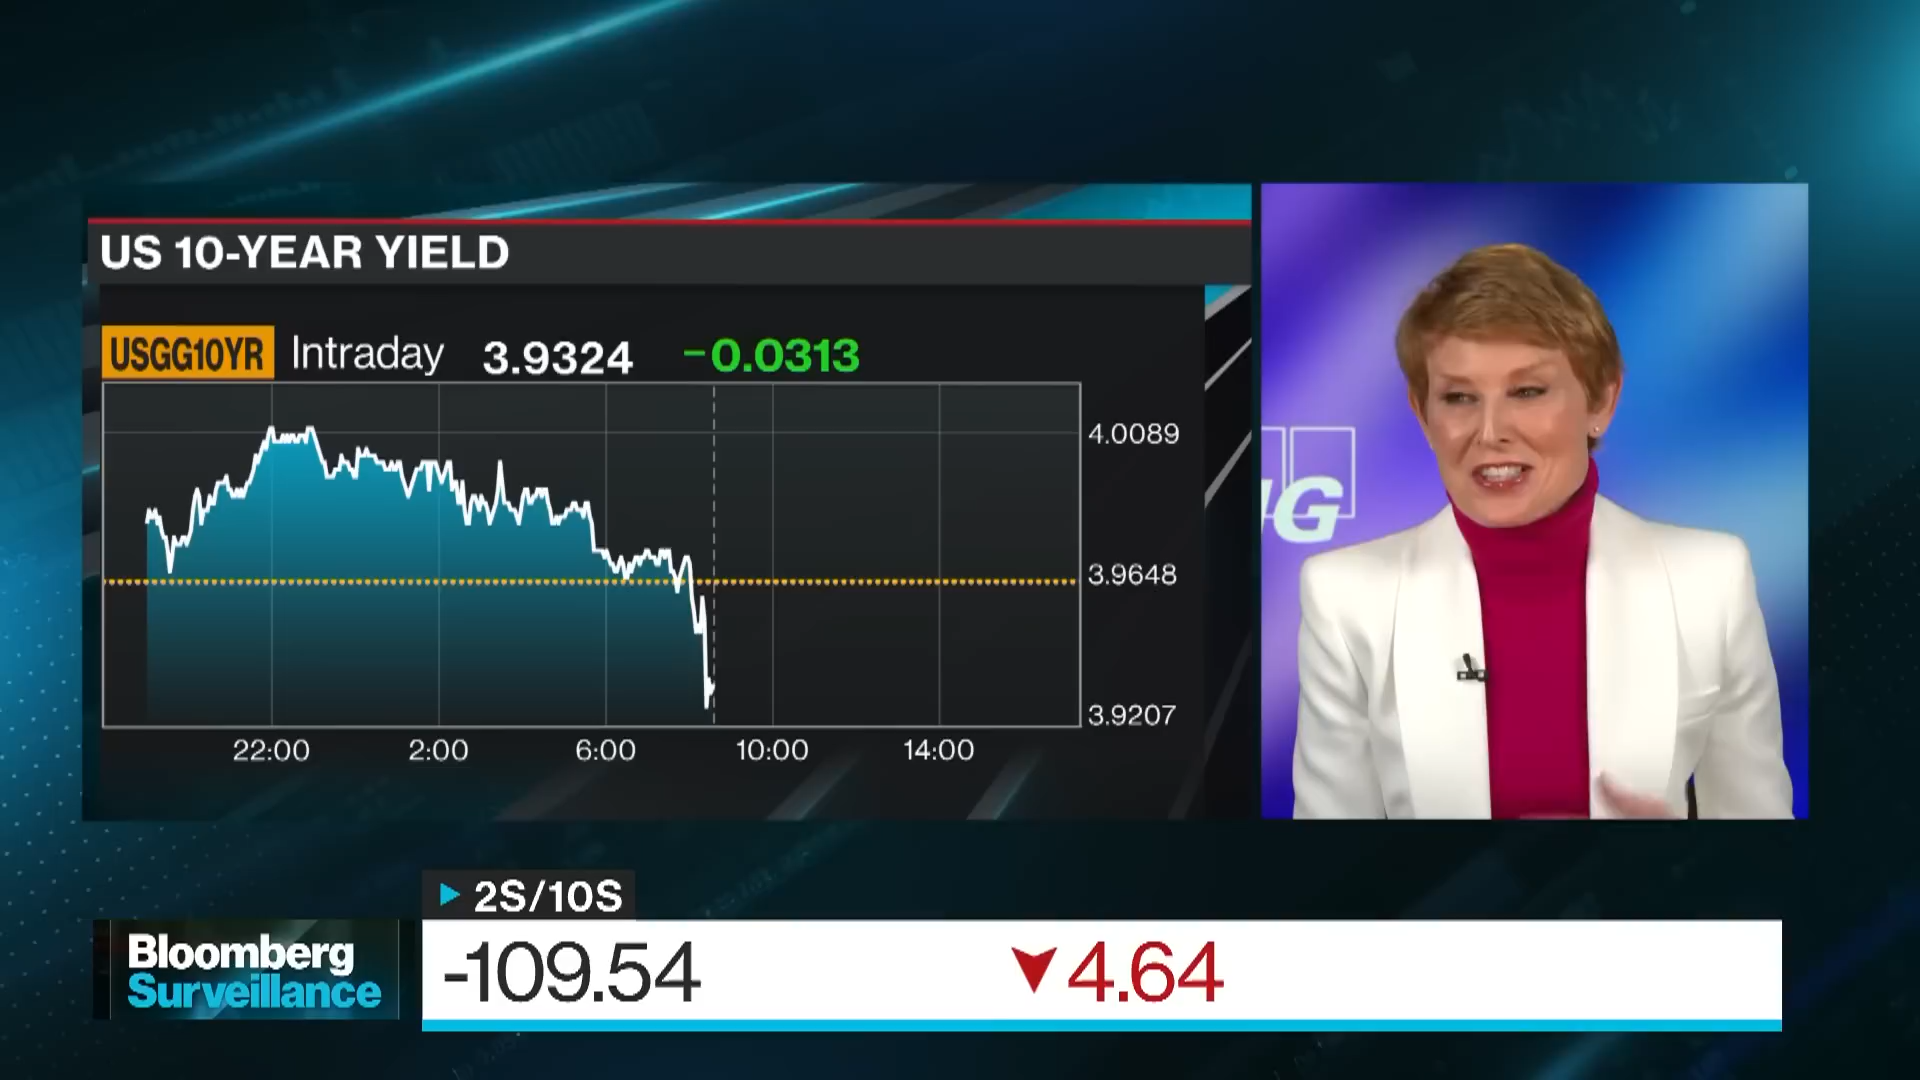 US 10-YEAR YIELD
USGG10YR Intraday 3.9324 -0.0313
4.0089
3.9648
3.9207
22:00 2:00 6:00 10:00 14:00
2S/10S
-109.54 4.64
Bloomberg
Surveillance